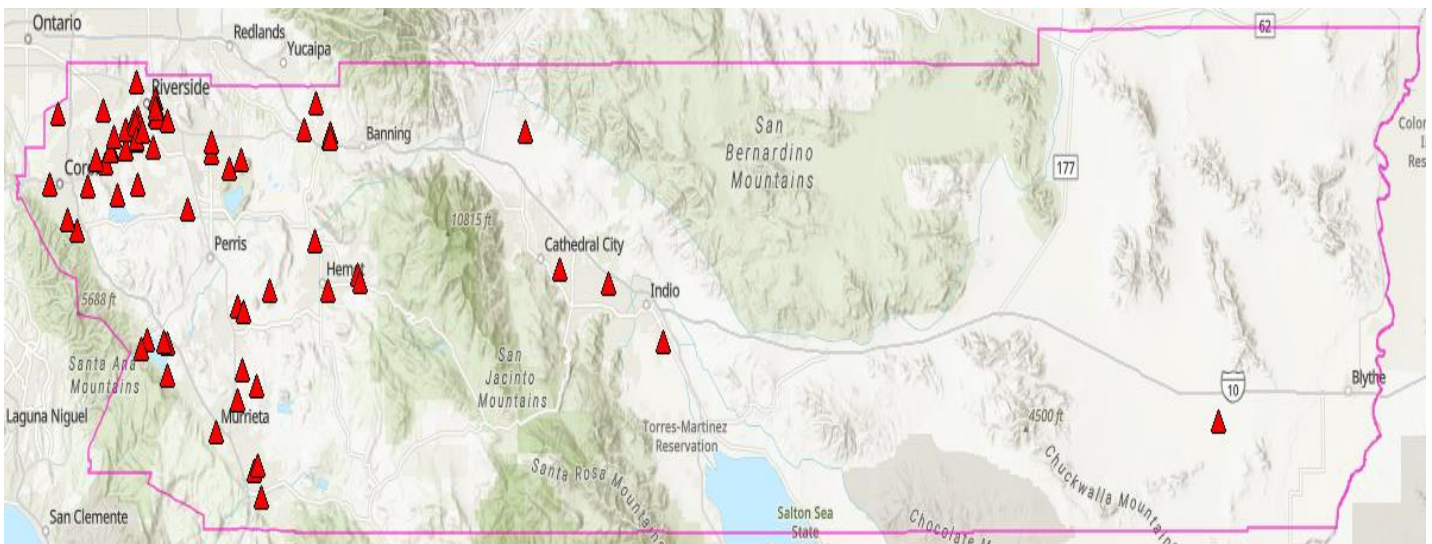 Ontario
Redlands
Yucaipa
62
Riverside
Banning
San
Bernardino
Mountains
177
10815 ft
Cathedral City
Perris
Indio
5688 ft
Santa Ana
Mountains
San
Jacinto
Mountains
Blythe
10
Laguna Niguel
Murrieta
4500 ft
Torres-Martinez
Reservation
Santa Rosa
Chuckwalla Mountains
San Clemente
Salton Sea
State
Chocolate